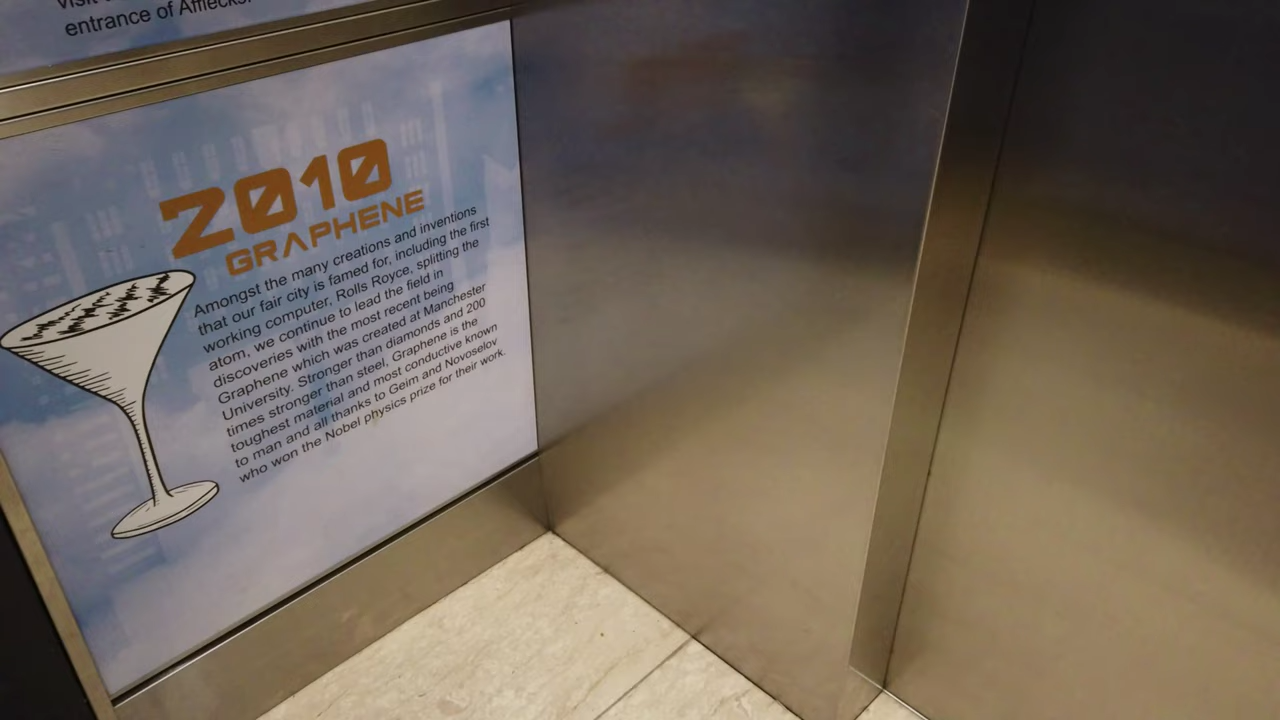 visit
entrance of Afflecks.
2010
GRAPHENE
Amongst the many creations and inventions
that our fair city is famed for, including the first
working computer, Rolls Royce, splitting the
atom, we continue to lead the field in
discoveries with the most recent being
Graphene which was created at Manchester
University. Stronger than diamonds and 200
times stronger than steel, Graphene is the
toughest material and most conductive known
to man and all thanks to Geim and Novoselov
who won the Nobel physics prize for their work.